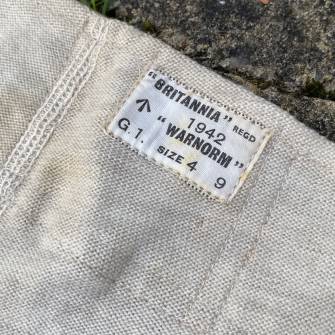 "BRITANNIA" REGD
1942
G.1. "WARNORM"
SIZE 4 9